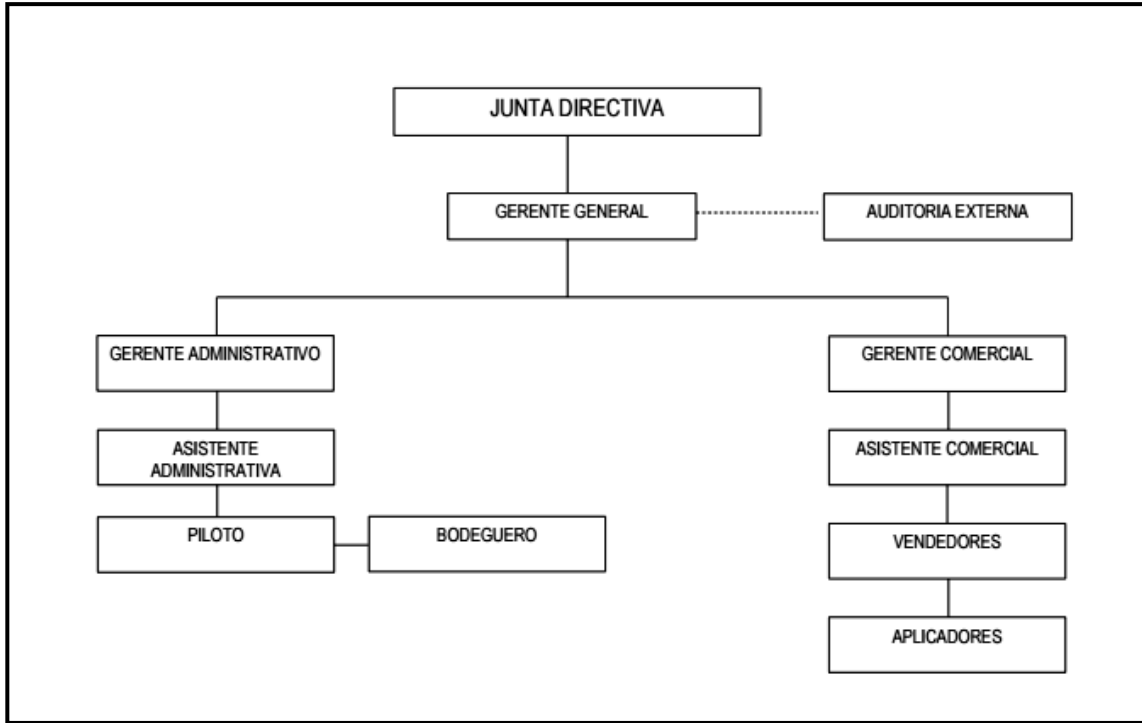 JUNTA DIRECTIVA
GERENTE GENERAL
AUDITORIA EXTERNA
GERENTE ADMINISTRATIVO
GERENTE COMERCIAL
ASISTENTE
ADMINISTRATIVA
ASISTENTE COMERCIAL
PILOTO
BODEGUERO
VENDEDORES
APLICADORES